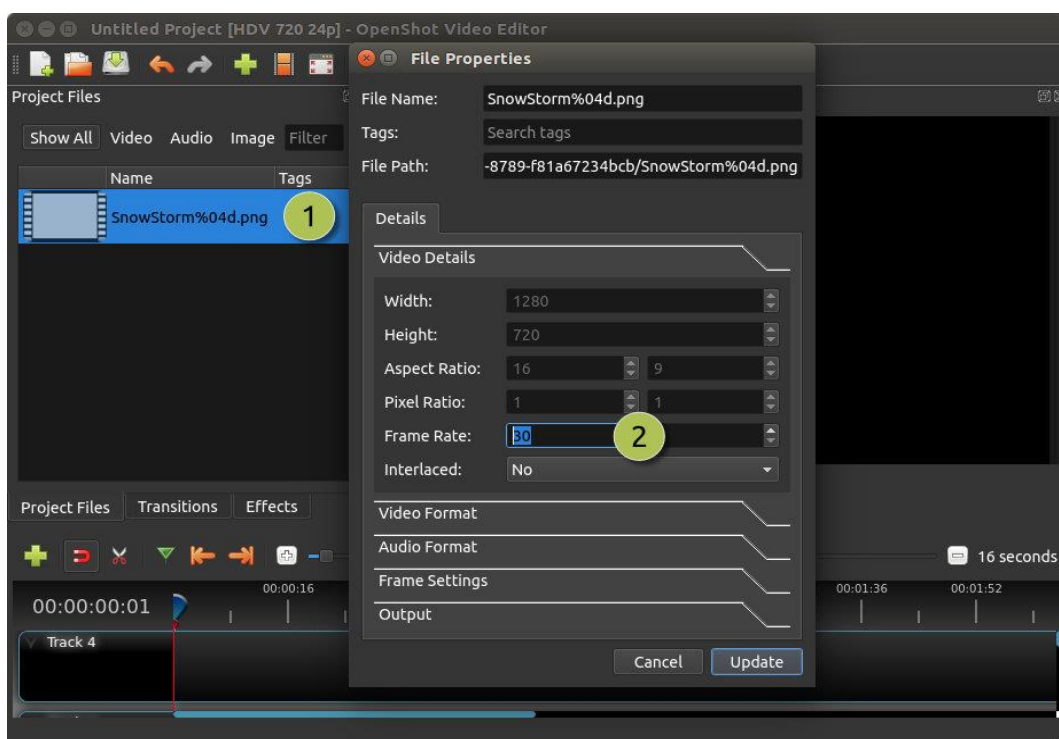 Untitled Project [HDV 720 24p] - OpenShot Video Editor
File Properties
Project Files
File Name: SnowStorm%04d.png
Show All Video Audio Image Filter
Tags: Search tags
File Path: -8789-f81a67234bcb/SnowStorm%04d.png
Name Tags
SnowStorm%04d.png 1
Details
Video Details
Width: 1280
Height: 720
Aspect Ratio: 16 9
Pixel Ratio: 1 1
Frame Rate: 30 2
Interlaced: No
Project Files Transitions Effects
Video Format
Audio Format
16 seconds
Frame Settings
00:00:16 00:01:36 00:01:52
00:00:00:01
Output
Track 4
Cancel Update